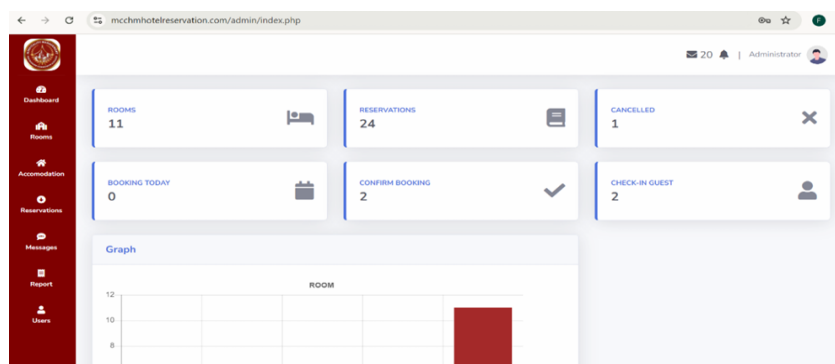 mcchmhotelreservation.com/admin/index.php
F
20 | Administrator
Dashboard
Rooms
Accomodation
Reservations
Messages
Report
Users
ROOMS
11
RESERVATIONS
24
CANCELLED
1
BOOKING TODAY
0
CONFIRM BOOKING
2
CHECK-IN GUEST
2
Graph
ROOM
12
10
8